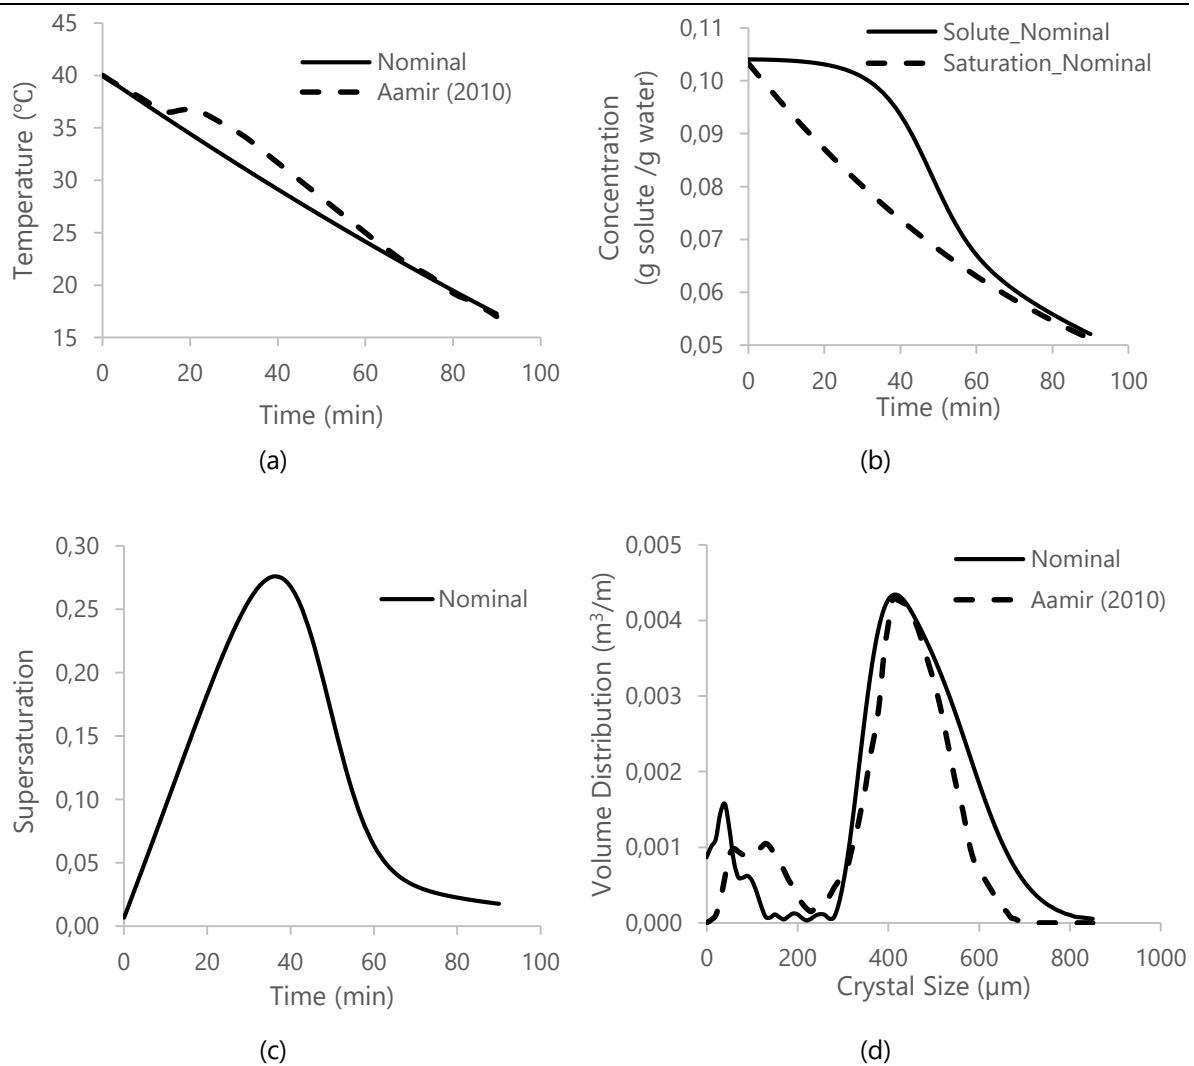 45
40
35
30
25
20
15
Temperature (℃)
Nominal
Aamir (2010)
0
20
40
60
80
100
Time (min)
(a)
0,11
0,10
0,09
0,08
0,07
0,06
0,05
Concentration
(g solute /g water)
Solute_Nominal
Saturation_Nominal
0
20
40
60
80
100
Time (min)
(b)
0,30
0,25
0,20
0,15
0,10
0,05
0,00
Supersaturation
Nominal
0
20
40
60
80
100
Time (min)
(c)
0,005
0,004
0,003
0,002
0,001
0,000
Volume Distribution (m³/m)
Nominal
Aamir (2010)
0
200
400
600
800
1000
Crystal Size (µm)
(d)